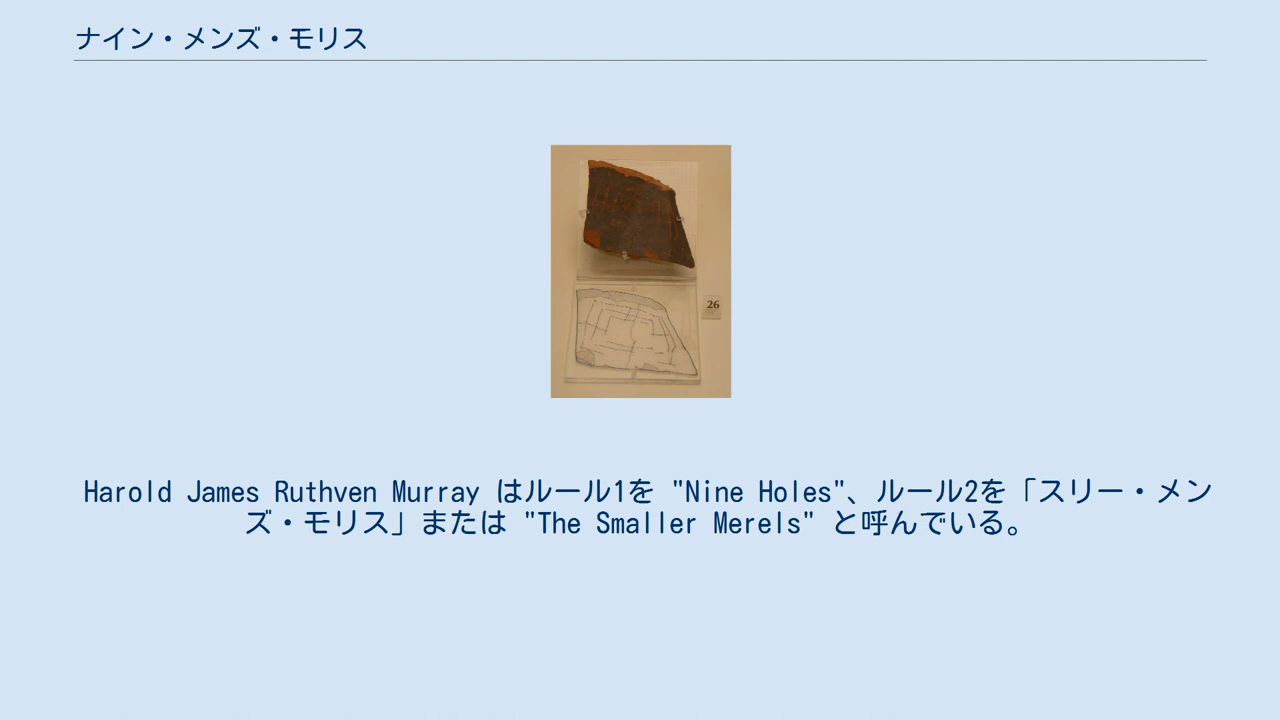 ナイン・メンズ・モリス
26
Harold James Ruthven Murray はルール1を "Nine Holes"、ルール2を「スリー・メン
ズ・モリス」または "The Smaller Merels" と呼んでいる。